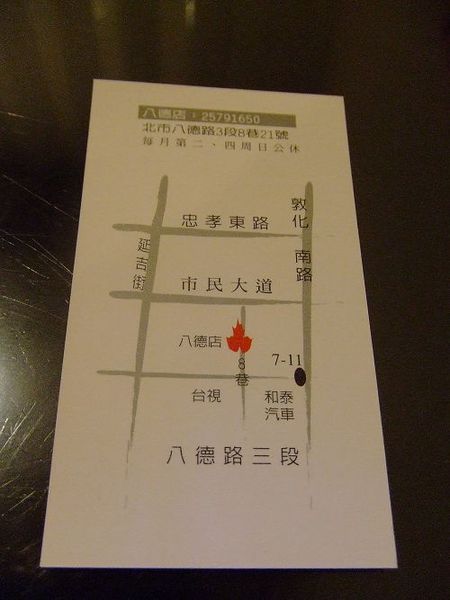 八德店：25791650
北市八德路3段8巷21號
每月第二、四周日公休
敦化南路
忠孝東路
延吉街
市民大道
八德店
8巷
7-11
台視
和泰
汽車
八德路三段